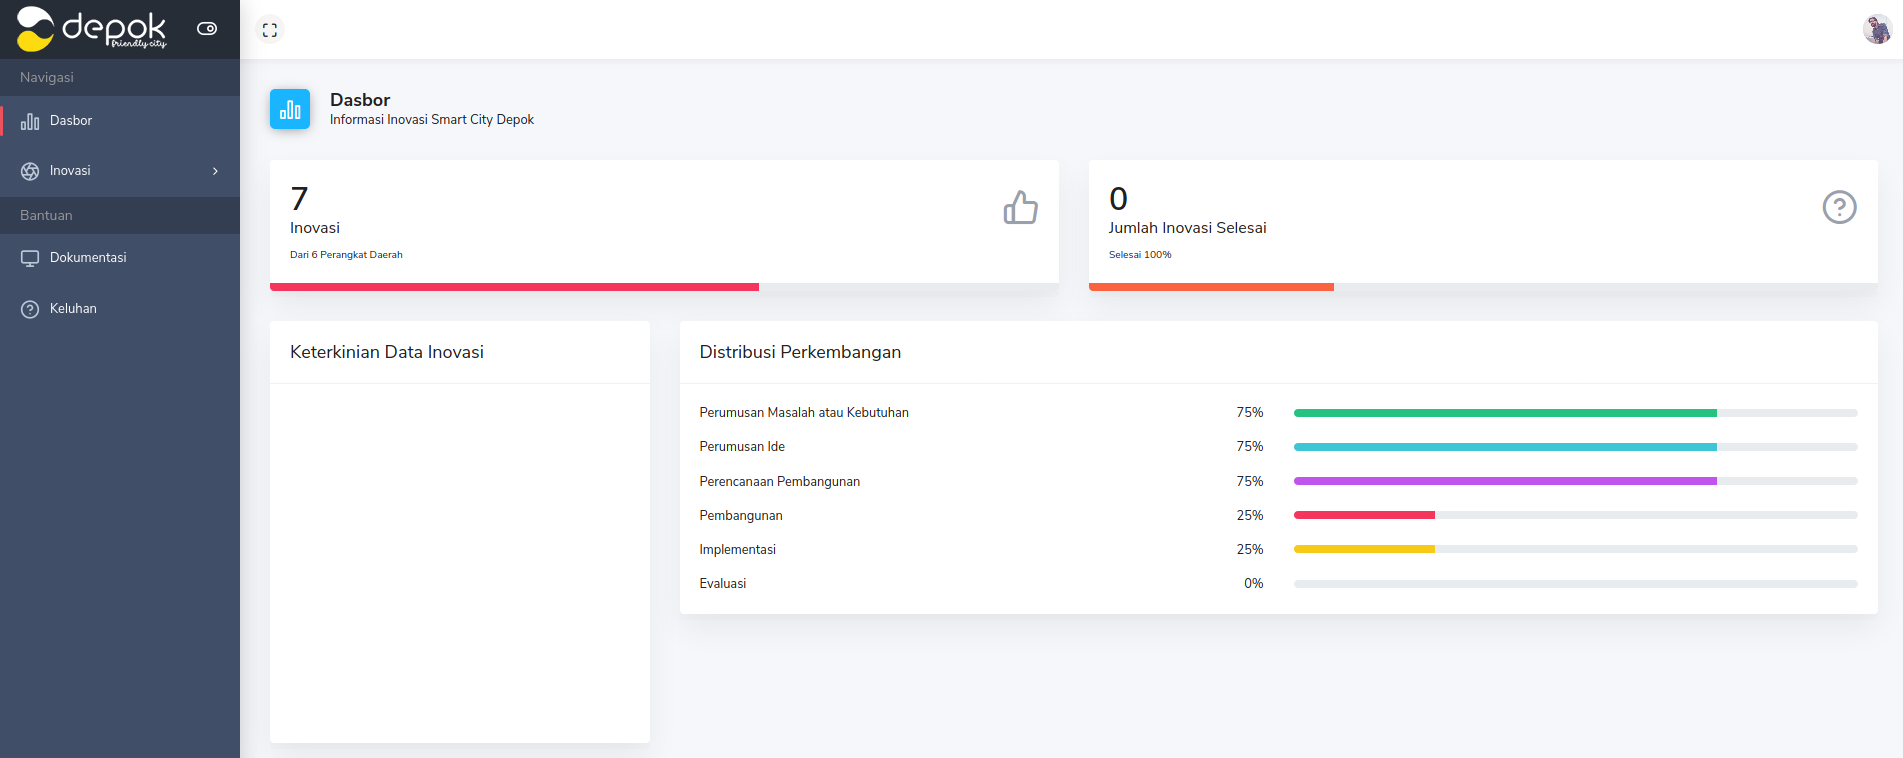 depok
friendly city
Navigasi
Dasbor
Inovasi
Bantuan
Dokumentasi
Keluhan
Dasbor
Informasi Inovasi Smart City Depok
7
Inovasi
Dari 6 Perangkat Daerah
0
Jumlah Inovasi Selesai
Selesai 100%
Keterkinian Data Inovasi
Distribusi Perkembangan
Perumusan Masalah atau Kebutuhan 75%
Perumusan Ide 75%
Perencanaan Pembangunan 75%
Pembangunan 25%
Implementasi 25%
Evaluasi 0%